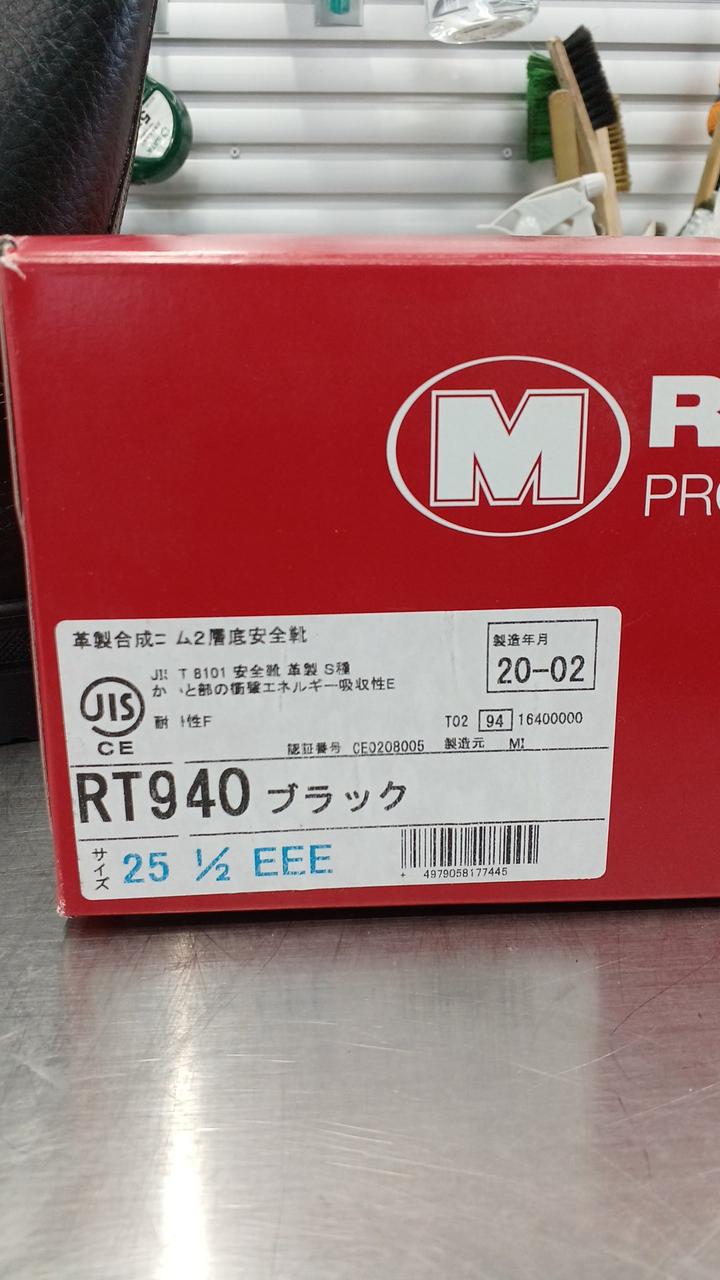 5
M
R
PRO
革製合成ゴム2層底安全靴
製造年月
20-02
JIS T 8101 安全靴 革製 S種
かかと部の衝撃エネルギー吸収性E
JIS
耐 性F
T02 94 16400000
CE
認証番号 CE0208005 製造元 MI
RT940 ブラック
サイズ 25 ½ EEE
4979058177445